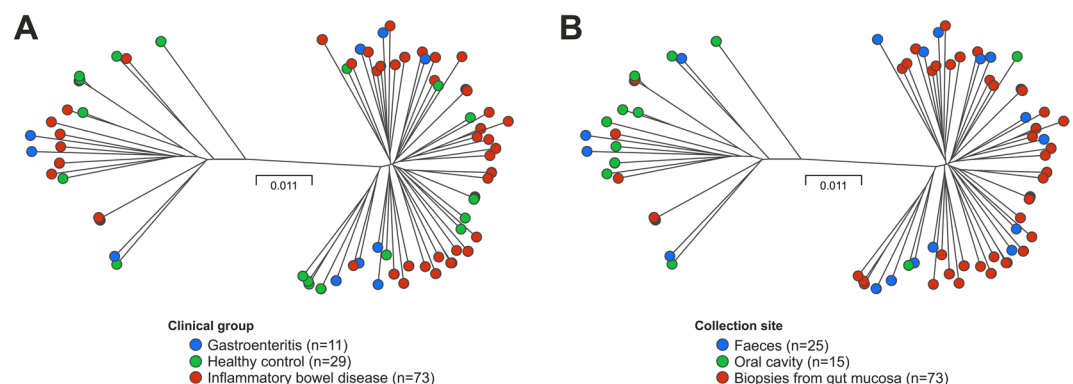 A
B
0.011
0.011
Clinical group
Gastroenteritis (n=11)
Healthy control (n=29)
Inflammatory bowel disease (n=73)
Collection site
Faeces (n=25)
Oral cavity (n=15)
Biopsies from gut mucosa (n=73)